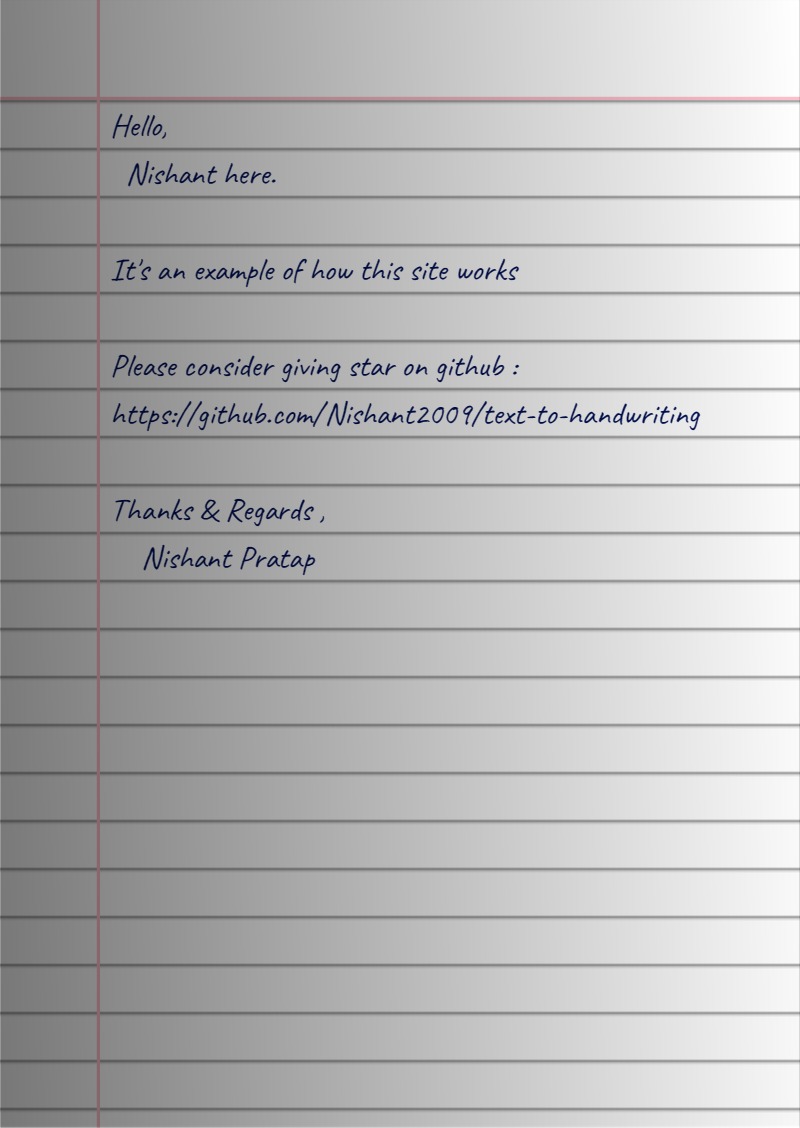 Hello,
Nishant here.
It's an example of how this site works
Please consider giving star on github :
https://github.com/Nishant2009/text-to-handwriting
Thanks & Regards ,
Nishant Pratap